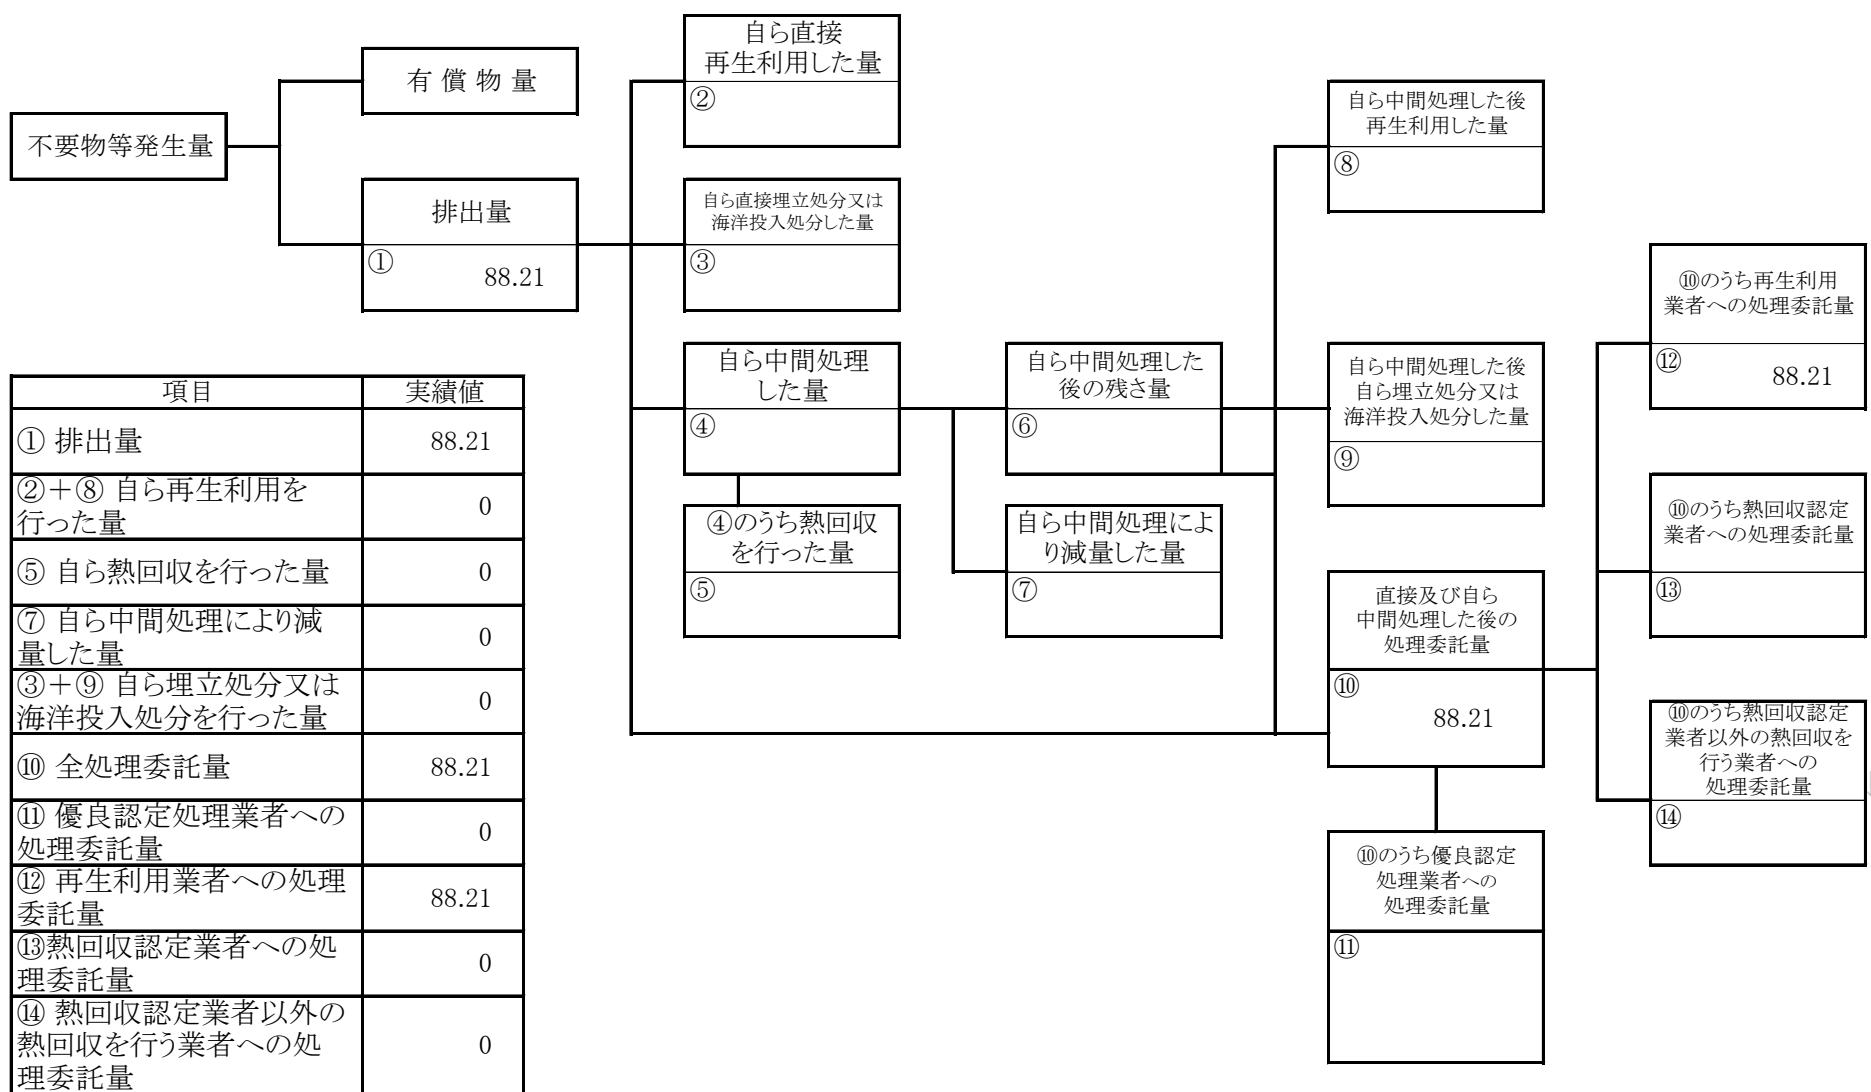 自ら直接
再生利用した量
②
有 償 物 量
不要物等発生量
排出量
①
88.21
自ら直接埋立処分又は
海洋投入処分した量
③
自ら中間処理した後
再生利用した量
⑧
自ら中間処理
した量
④
自ら中間処理した
後の残さ量
⑥
自ら中間処理した後
自ら埋立処分又は
海洋投入処分した量
⑨
⑩のうち再生利用
業者への処理委託量
⑫
88.21
④のうち熱回収
を行った量
⑤
自ら中間処理によ
り減量した量
⑦
⑩のうち熱回収認定
業者への処理委託量
⑬
直接及び自ら
中間処理した後の
処理委託量
⑩
88.21
⑩のうち熱回収認定
業者以外の熱回収を
行う業者への
処理委託量
⑭
⑩のうち優良認定
処理業者への
処理委託量
⑪
項目 実績値
① 排出量 88.21
②＋⑧ 自ら再生利用を
行った量 0
⑤ 自ら熱回収を行った量 0
⑦ 自ら中間処理により減
量した量 0
③＋⑨ 自ら埋立処分又は
海洋投入処分を行った量 0
⑩ 全処理委託量 88.21
⑪ 優良認定処理業者への
処理委託量 0
⑫ 再生利用業者への処理
委託量 88.21
⑬熱回収認定業者への処
理委託量 0
⑭ 熱回収認定業者以外の
熱回収を行う業者への処
理委託量 0